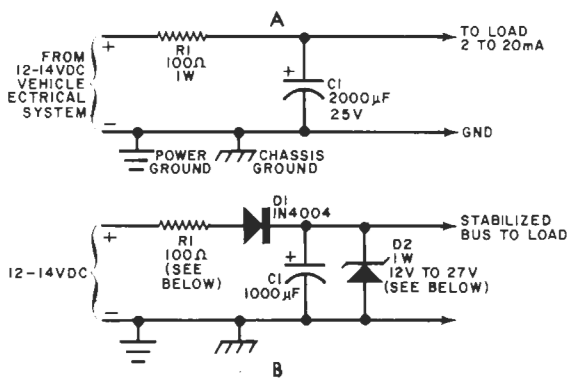 A
FROM
12-14VDC
VEHICLE
ECTRICAL
SYSTEM
+
−
R1
100Ω
1W
+
C1
2000µF
25V
TO LOAD
2 TO 20mA
GND
POWER
GROUND
CHASSIS
GROUND
12-14VDC
+
−
R1
100Ω
(SEE
BELOW)
D1
1N4004
+
C1
1000µF
D2
1W
12V TO 27V
(SEE BELOW)
STABILIZED
BUS TO LOAD
B